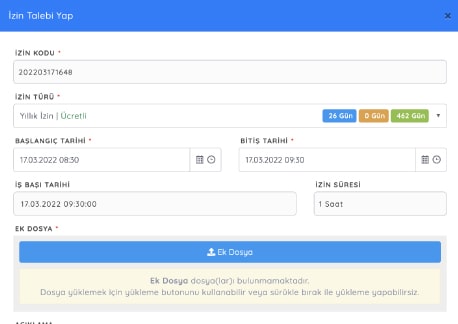 İzin Talebi Yap ×
İZİN KODU *
202203171648
İZİN TÜRÜ *
Yıllık İzin | Ücretli 26 Gün 0 Gün 462 Gün
BAŞLANGIÇ TARİHİ * BİTİŞ TARİHİ *
17.03.2022 08:30 17.03.2022 09:30
İŞ BAŞI TARİHİ İZİN SÜRESİ
17.03.2022 09:30:00 1 Saat
EK DOSYA *
Ek Dosya
Ek Dosya dosya(lar)ı bulunmamaktadır.
Dosya yüklemek için yükleme butonunu kullanabilir veya sürükle bırak ile yükleme yapabilirsiz.
AÇIKLAMA